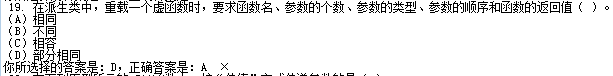 19. 在派生类中，重载一个虚函数时，要求函数名、参数的个数、参数的类型、参数的顺序和函数的返回值（ ）。
(A) 相同
(B) 不同
(C) 相容
(D) 部分相同
你所选择的答案是：D，正确答案是：A ×